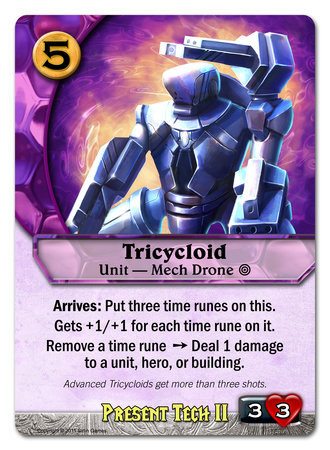 5
Tricycloid
Unit — Mech Drone ◎
Arrives: Put three time runes on this.
Gets +1/+1 for each time rune on it.
Remove a time rune → Deal 1 damage
to a unit, hero, or building.
Advanced Tricycloids get more than three shots.
Present Tech II
3 3